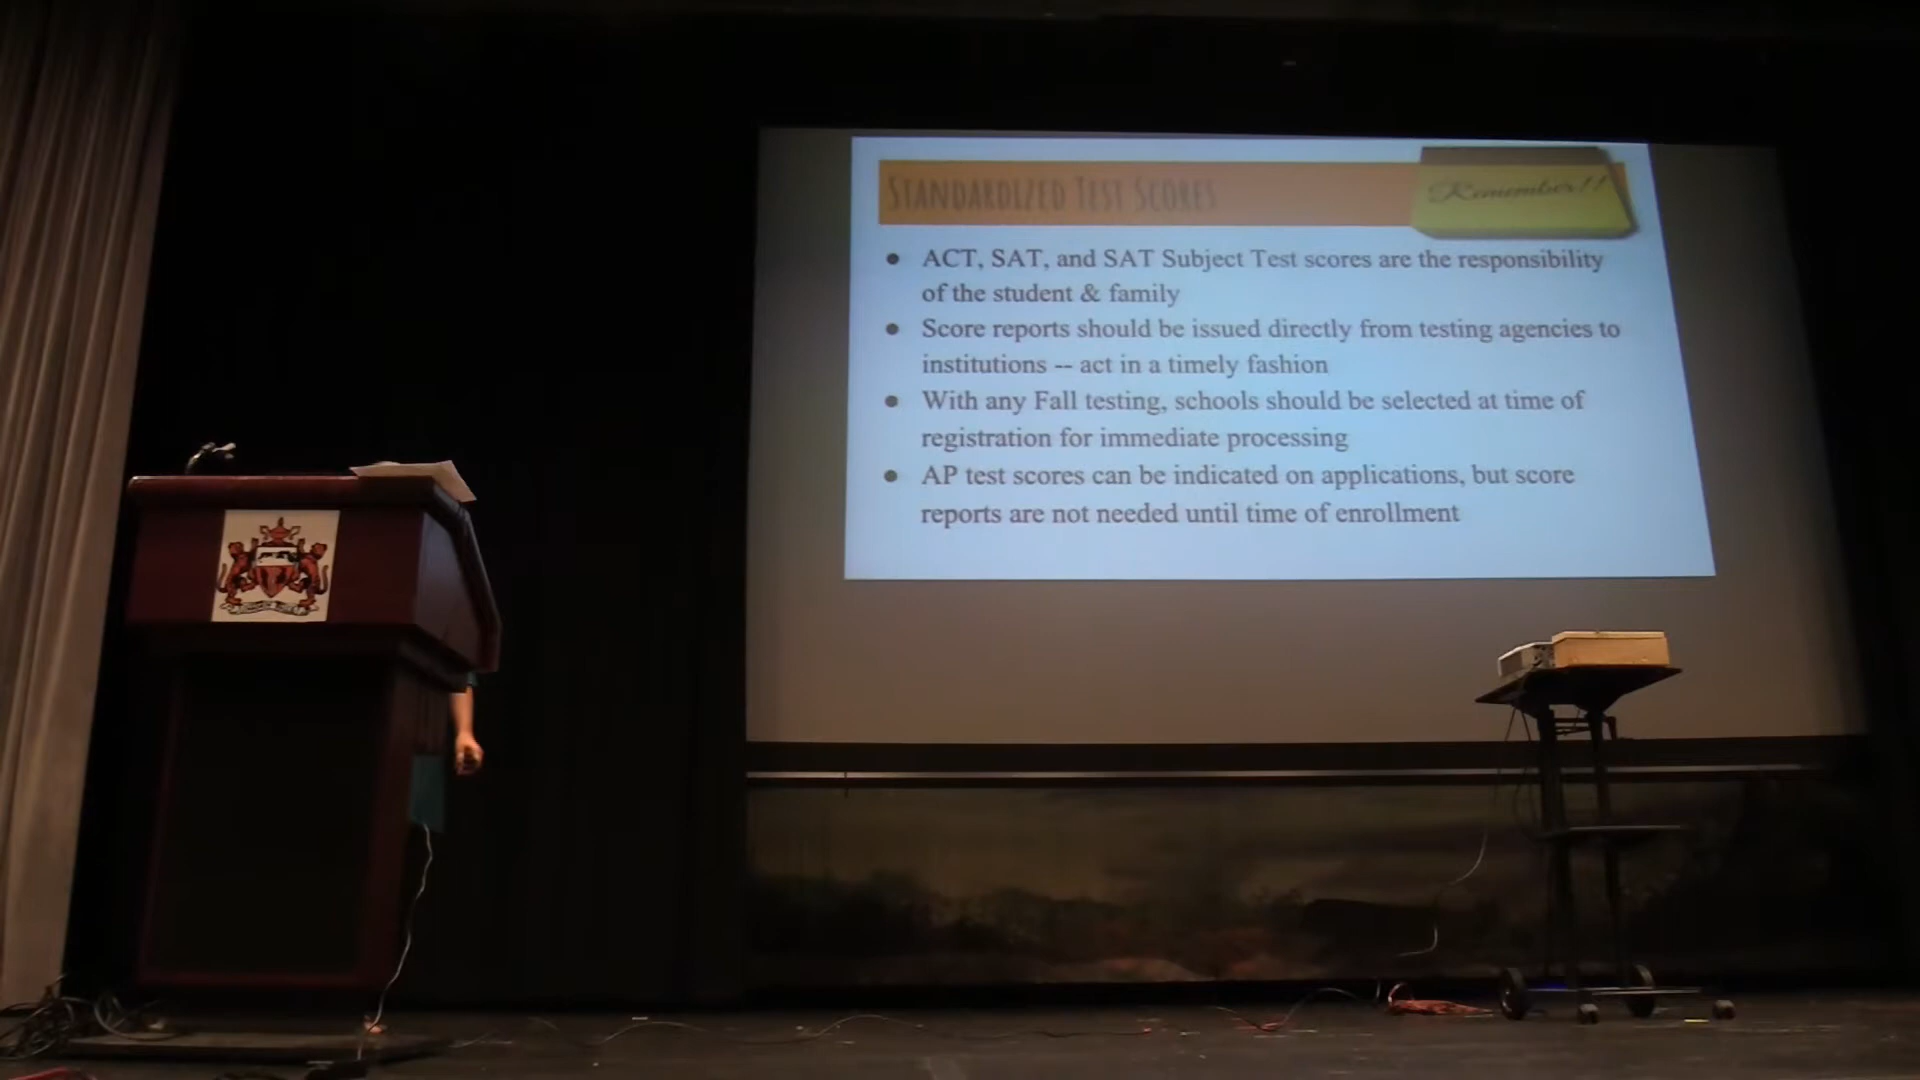 STANDARDIZED TEST SCORES
Remember!!
● ACT, SAT, and SAT Subject Test scores are the responsibility
of the student & family
● Score reports should be issued directly from testing agencies to
institutions -- act in a timely fashion
● With any Fall testing, schools should be selected at time of
registration for immediate processing
● AP test scores can be indicated on applications, but score
reports are not needed until time of enrollment